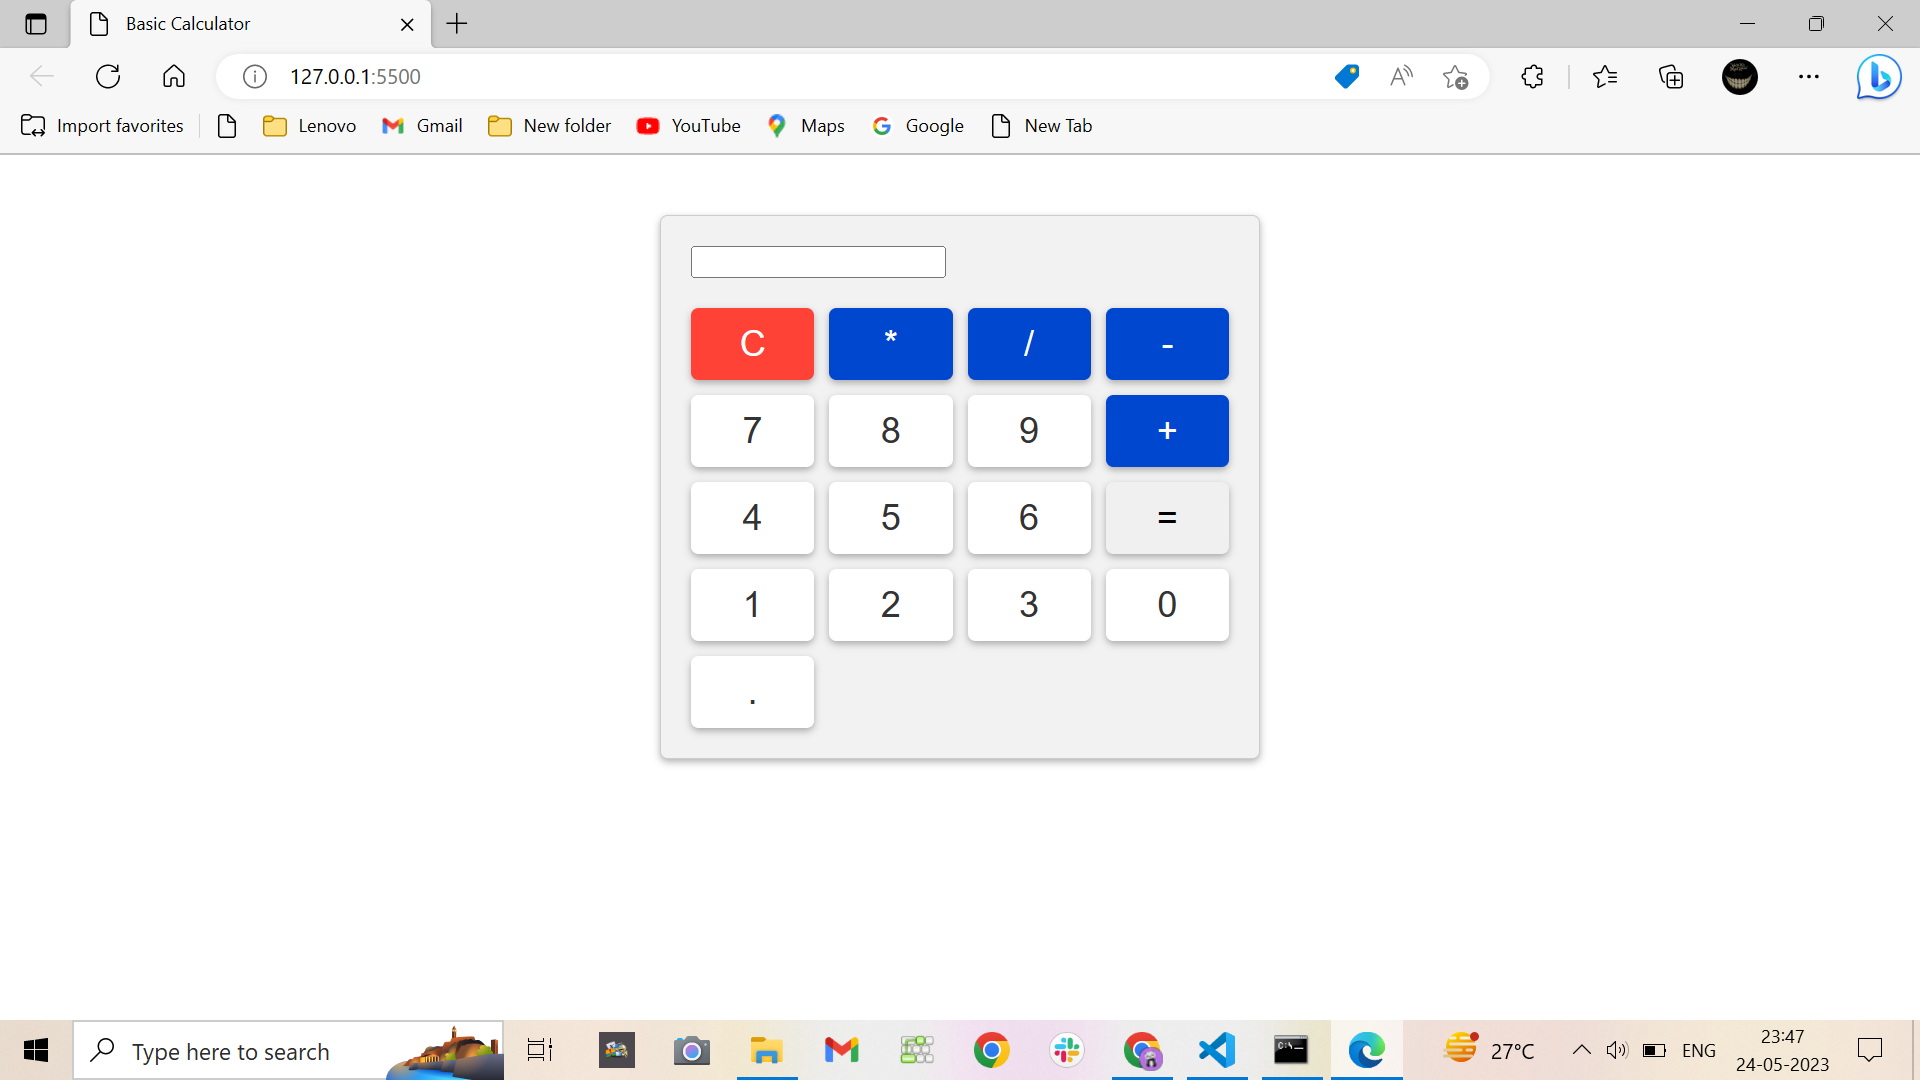 Basic Calculator
127.0.0.1:5500
Import favorites
Lenovo
Gmail
New folder
YouTube
Maps
Google
New Tab
C * / -
7 8 9 +
4 5 6 =
1 2 3 0
.
Type here to search
27°C
ENG
23:47
24-05-2023